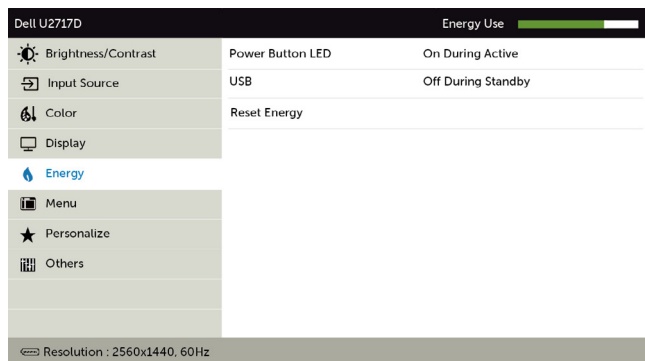 Dell U2717D Energy Use
Brightness/Contrast Power Button LED On During Active
Input Source USB Off During Standby
Color Reset Energy
Display
Energy
Menu
Personalize
Others
Resolution : 2560x1440, 60Hz